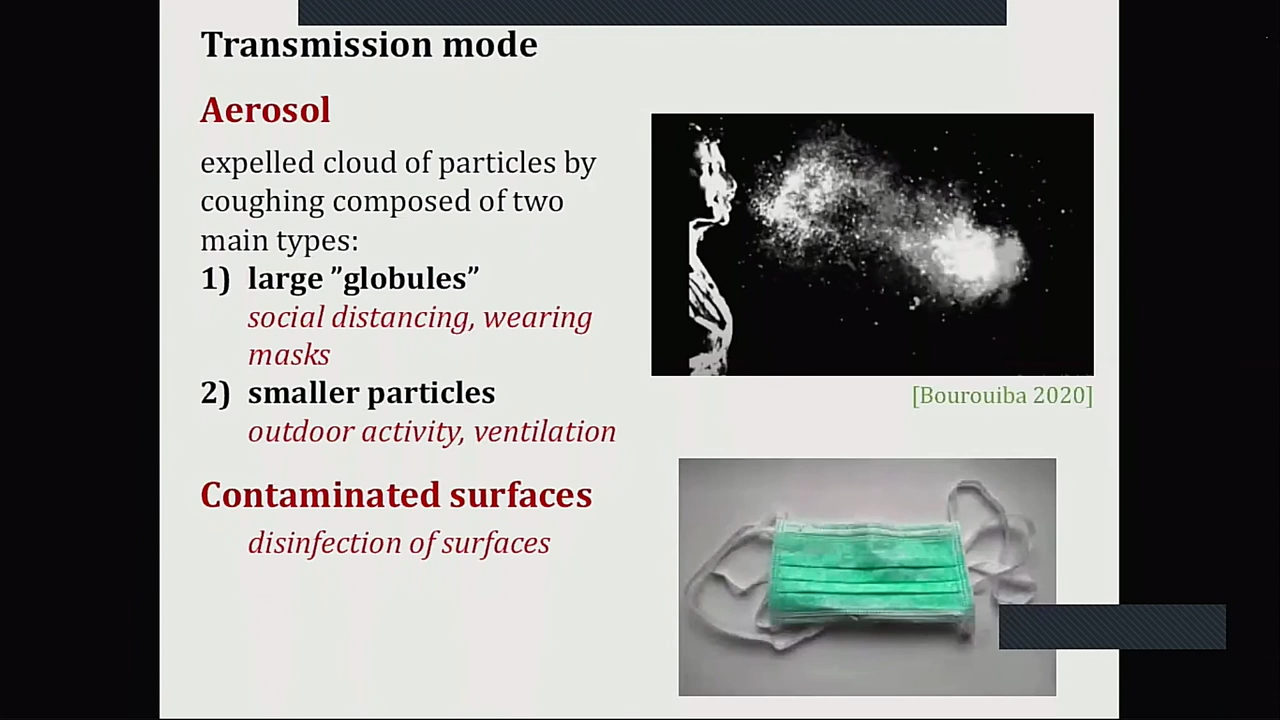 Transmission mode
Aerosol
expelled cloud of particles by
coughing composed of two
main types:
1) large ”globules”
social distancing, wearing
masks
2) smaller particles
outdoor activity, ventilation
[Bourouiba 2020]
Contaminated surfaces
disinfection of surfaces